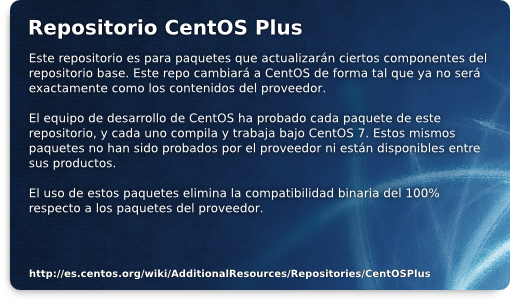 Repositorio CentOS Plus
Este repositorio es para paquetes que actualizarán ciertos componentes del
repositorio base. Este repo cambiará a CentOS de forma tal que ya no será
exactamente como los contenidos del proveedor.
El equipo de desarrollo de CentOS ha probado cada paquete de este
repositorio, y cada uno compila y trabaja bajo CentOS 7. Estos mismos
paquetes no han sido probados por el proveedor ni están disponibles entre
sus productos.
El uso de estos paquetes elimina la compatibilidad binaria del 100%
respecto a los paquetes del proveedor.
http://es.centos.org/wiki/AdditionalResources/Repositories/CentOSPlus